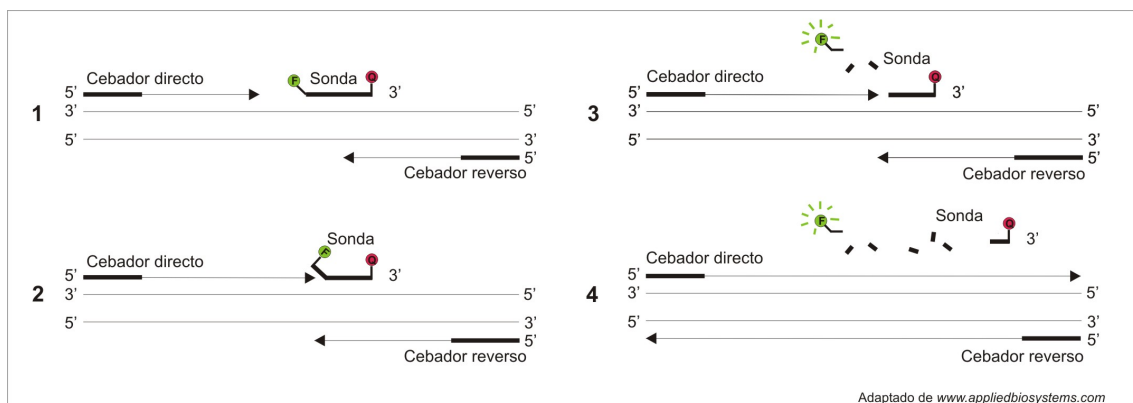 1
Cebador directo
Sonda
F
Q
5’
3’
3’
5’
5’
3’
5’
Cebador reverso
2
Sonda
F
Q
Cebador directo
5’
3’
3’
5’
5’
3’
5’
Cebador reverso
3
F
Sonda
Q
Cebador directo
5’
3’
3’
5’
5’
3’
5’
Cebador reverso
4
F
Sonda
Q
3’
Cebador directo
5’
3’
5’
5’
3’
5’
Cebador reverso
Adaptado de www.appliedbiosystems.com